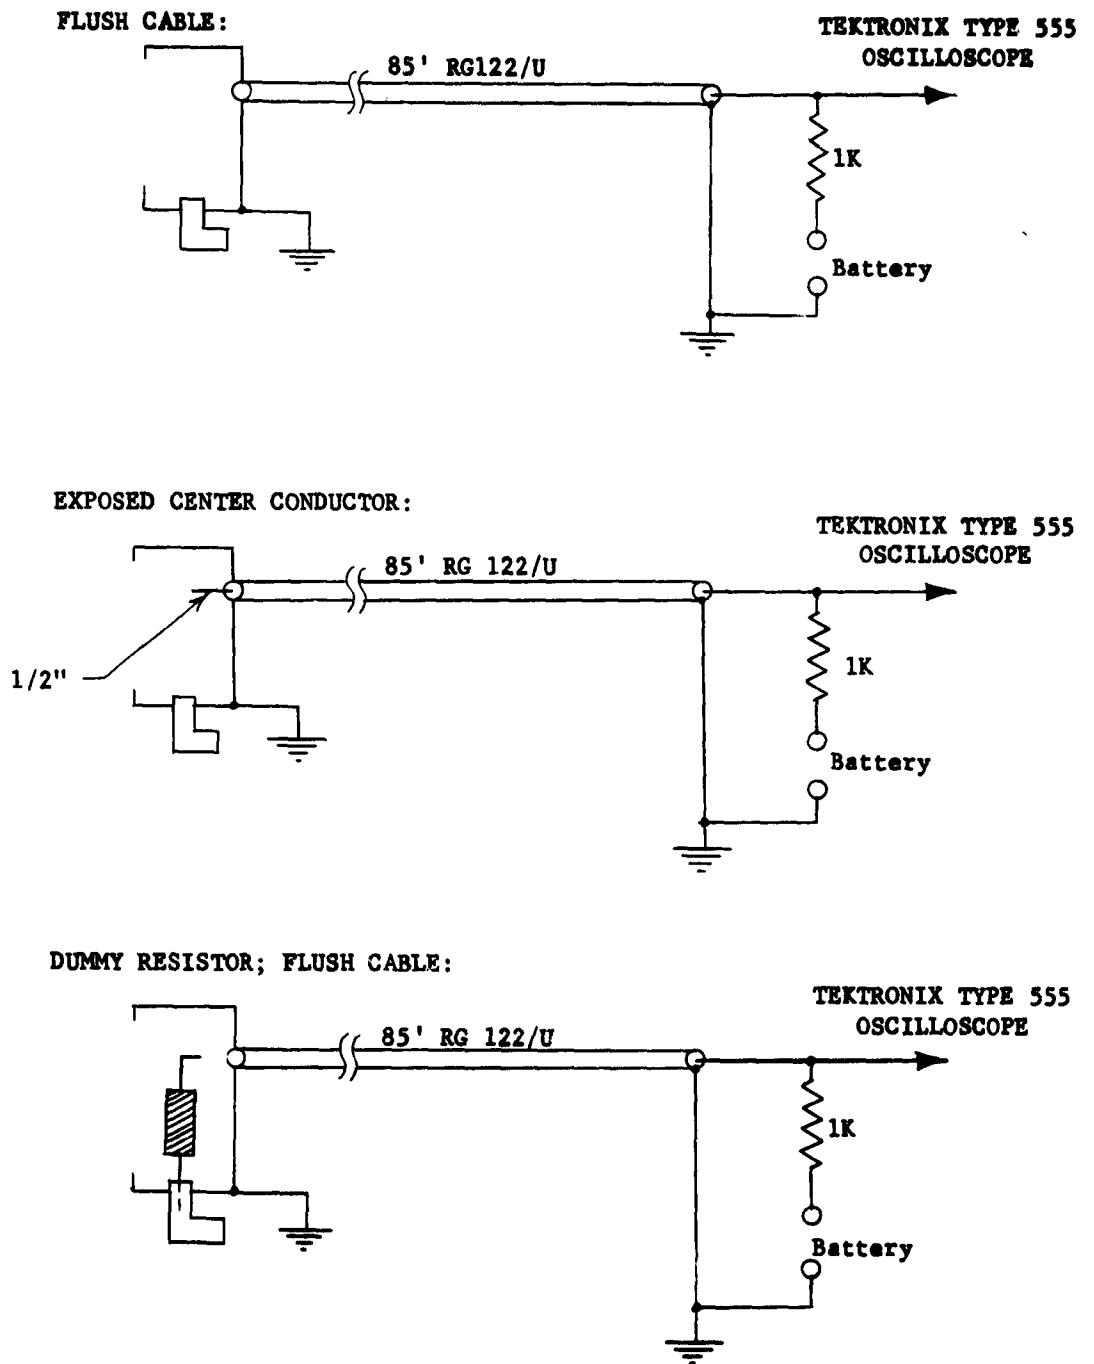 FLUSH CABLE:
TEKTRONIX TYPE 555
OSCILLOSCOPE
85' RG122/U
1K
Battery
EXPOSED CENTER CONDUCTOR:
TEKTRONIX TYPE 555
OSCILLOSCOPE
85' RG 122/U
1/2"
1K
Battery
DUMMY RESISTOR; FLUSH CABLE:
TEKTRONIX TYPE 555
OSCILLOSCOPE
85' RG 122/U
1K
Battery